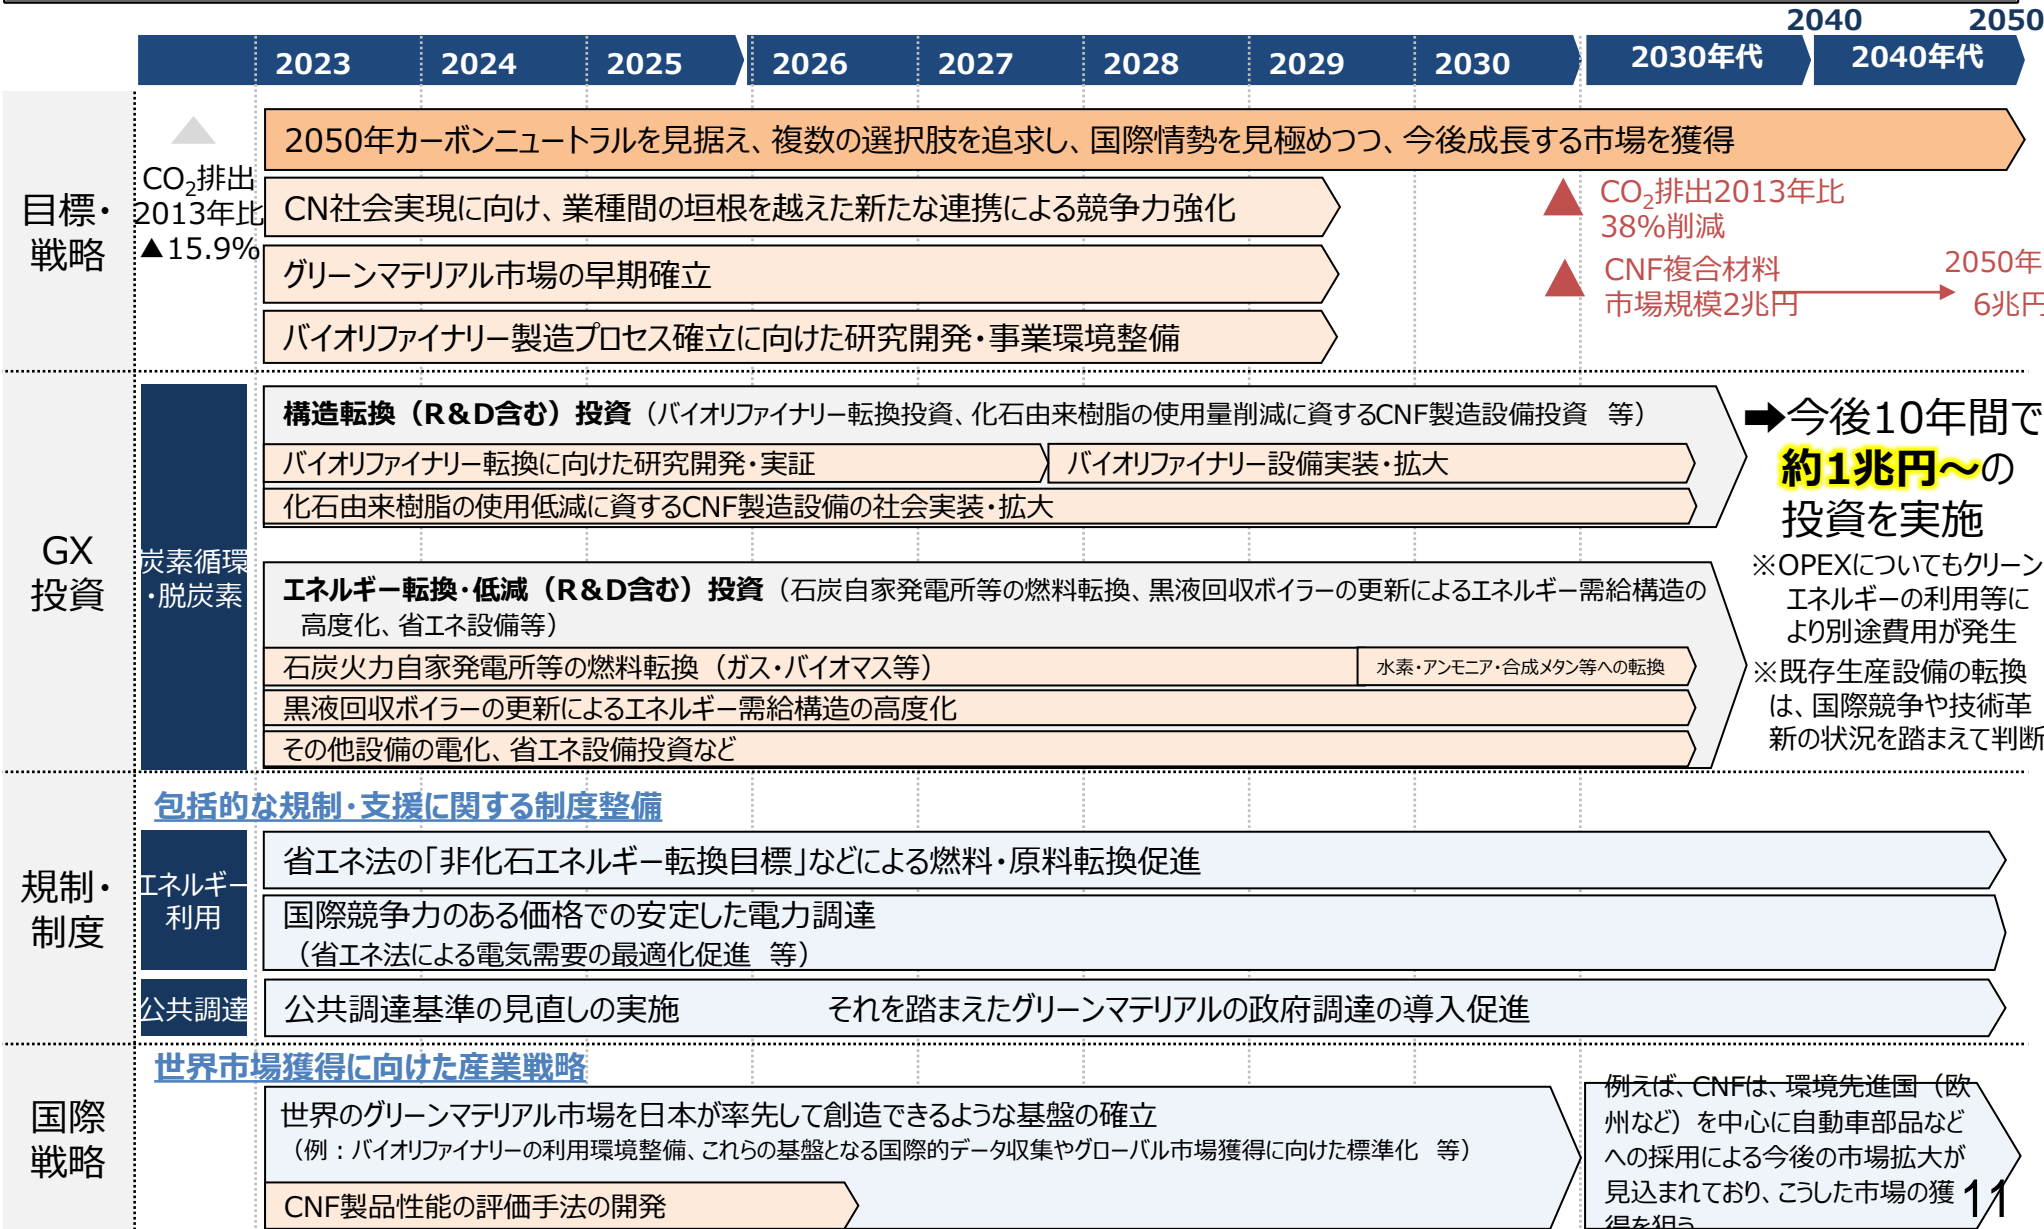 2040 2050
2023 2024 2025 2026 2027 2028 2029 2030 2030年代 2040年代
目標・
戦略
CO₂排出
2013年比
▲15.9%
2050年カーボンニュートラルを見据え、複数の選択肢を追求し、国際情勢を見極めつつ、今後成長する市場を獲得
CN社会実現に向け、業種間の垣根を越えた新たな連携による競争力強化
グリーンマテリアル市場の早期確立
バイオリファイナリー製造プロセス確立に向けた研究開発・事業環境整備
CO₂排出2013年比
38%削減
CNF複合材料
市場規模2兆円
2050年
6兆円
GX
投資
炭素循環
・脱炭素
構造転換（R&D含む）投資（バイオリファイナリー転換投資、化石由来樹脂の使用量削減に資するCNF製造設備投資 等）
バイオリファイナリー転換に向けた研究開発・実証
バイオリファイナリー設備実装・拡大
化石由来樹脂の使用低減に資するCNF製造設備の社会実装・拡大
エネルギー転換・低減（R&D含む）投資（石炭自家発電所等の燃料転換、黒液回収ボイラーの更新によるエネルギー需給構造の
高度化、省エネ設備等）
石炭火力自家発電所等の燃料転換（ガス・バイオマス等）
水素・アンモニア・合成メタン等への転換
黒液回収ボイラーの更新によるエネルギー需給構造の高度化
その他設備の電化、省エネ設備投資など
➡今後10年間で
約1兆円～の
投資を実施
※OPEXについてもクリーン
エネルギーの利用等に
より別途費用が発生
※既存生産設備の転換
は、国際競争や技術革
新の状況を踏まえて判断
規制・
制度
包括的な規制・支援に関する制度整備
エネルギー
利用
省エネ法の「非化石エネルギー転換目標」などによる燃料・原料転換促進
国際競争力のある価格での安定した電力調達
（省エネ法による電気需要の最適化促進 等）
公共調達
公共調達基準の見直しの実施 それを踏まえたグリーンマテリアルの政府調達の導入促進
国際
戦略
世界市場獲得に向けた産業戦略
世界のグリーンマテリアル市場を日本が率先して創造できるような基盤の確立
（例：バイオリファイナリーの利用環境整備、これらの基盤となる国際的データ収集やグローバル市場獲得に向けた標準化 等）
CNF製品性能の評価手法の開発
例えば、CNFは、環境先進国（欧
州など）を中心に自動車部品など
への採用による今後の市場拡大が
見込まれており、こうした市場の獲
得を狙う
11